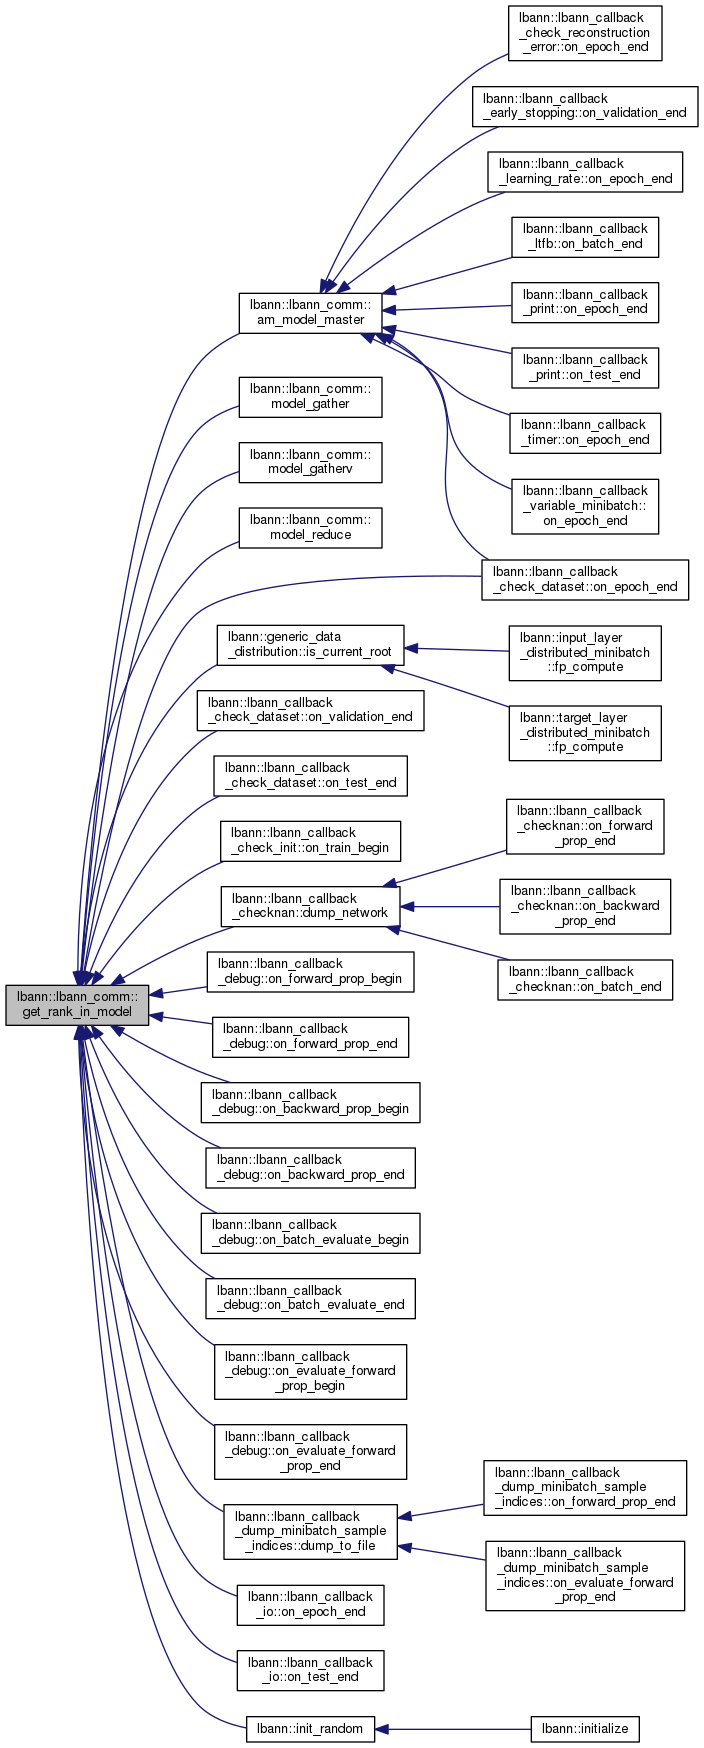 lbann::lbann_callback
_check_reconstruction
_error::on_epoch_end
lbann::lbann_callback
_early_stopping::on_validation_end
lbann::lbann_callback
_learning_rate::on_epoch_end
lbann::lbann_callback
_ltfb::on_batch_end
lbann::lbann_comm::
am_model_master
lbann::lbann_callback
_print::on_epoch_end
lbann::lbann_callback
_print::on_test_end
lbann::lbann_comm::
model_gather
lbann::lbann_callback
_timer::on_epoch_end
lbann::lbann_comm::
model_gatherv
lbann::lbann_callback
_variable_minibatch::
on_epoch_end
lbann::lbann_comm::
model_reduce
lbann::lbann_callback
_check_dataset::on_epoch_end
lbann::generic_data
_distribution::is_current_root
lbann::input_layer
_distributed_minibatch
::fp_compute
lbann::lbann_callback
_check_dataset::on_validation_end
lbann::target_layer
_distributed_minibatch
::fp_compute
lbann::lbann_callback
_check_dataset::on_test_end
lbann::lbann_callback
_check_init::on_train_begin
lbann::lbann_callback
_checknan::on_forward
_prop_end
lbann::lbann_callback
_checknan::dump_network
lbann::lbann_callback
_checknan::on_backward
_prop_end
lbann::lbann_callback
_debug::on_forward_prop_begin
lbann::lbann_callback
_checknan::on_batch_end
lbann::lbann_comm::
get_rank_in_model
lbann::lbann_callback
_debug::on_forward_prop_end
lbann::lbann_callback
_debug::on_backward_prop_begin
lbann::lbann_callback
_debug::on_backward_prop_end
lbann::lbann_callback
_debug::on_batch_evaluate_begin
lbann::lbann_callback
_debug::on_batch_evaluate_end
lbann::lbann_callback
_debug::on_evaluate_forward
_prop_begin
lbann::lbann_callback
_debug::on_evaluate_forward
_prop_end
lbann::lbann_callback
_dump_minibatch_sample
_indices::on_forward_prop_end
lbann::lbann_callback
_dump_minibatch_sample
_indices::dump_to_file
lbann::lbann_callback
_dump_minibatch_sample
_indices::on_evaluate_forward
_prop_end
lbann::lbann_callback
_io::on_epoch_end
lbann::lbann_callback
_io::on_test_end
lbann::init_random
lbann::initialize